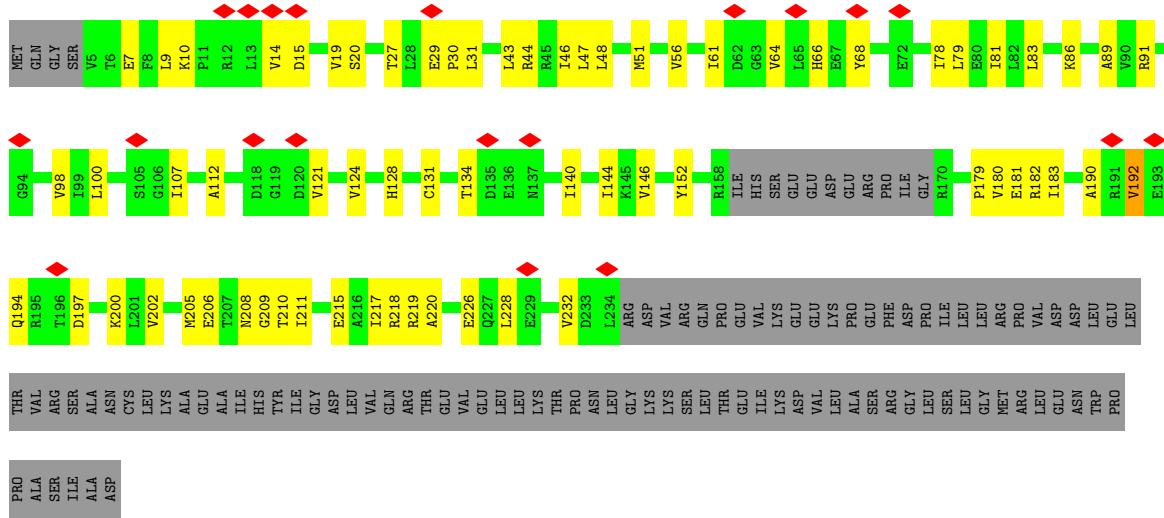 MET GLN GLY SER V5 T6 E7 F8 L9 K10 P11 R12 L13 V14 D15 V19 S20 T27 L28 E29 P30 L31 L43 R44 R45 I46 L47 L48 M51 V56 I61 D62 G63 V64 L65 H66 E67 Y68 E72 I78 L79 E80 I81 L82 L83 K86 A89 V90 R91
G94 V98 I99 L100 S105 G106 I107 A112 D118 G119 D120 V121 V124 H128 C131 T134 D135 E136 N137 I140 I144 K145 V146 Y152 R158 ILE HIS SER GLU GLU ASP GLU ARG PRO ILE GLY R170 P179 V180 E181 R182 I183 A190 R191 V192 E193
Q194 R195 T196 D197 K200 L201 V202 M205 E206 T207 N208 G209 T210 I211 E215 A216 I217 R218 R219 A220 E226 Q227 L228 E229 V232 D233 L234 ARG ASP VAL ARG GLN PRO GLU VAL LYS GLU GLU LYS PRO GLU PHE ASP PRO ILE LEU LEU ARG PRO VAL ASP ASP LEU GLU LEU
THR VAL ARG SER ALA ASN CYS LEU LYS ALA GLU ALA ILE HIS TYR ILE GLY ASP LEU VAL GLN ARG THR GLU VAL GLU LEU LEU LYS THR PRO ASN LEU GLY LYS LYS SER LEU THR GLU ILE LYS ASP VAL LEU ALA SER ARG GLY LEU SER LEU GLY MET ARG LEU GLU ASN TRP PRO
PRO ALA SER ILE ALA ASP